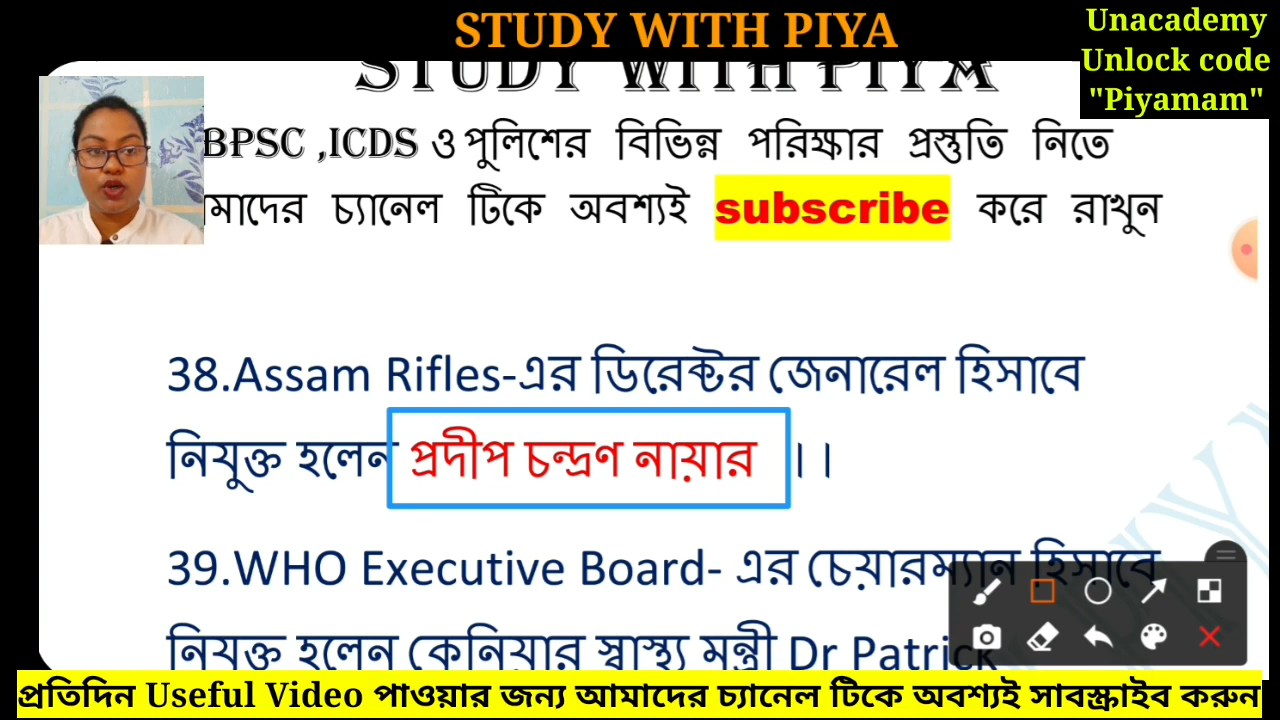 STUDY WITH PIYA
Unacademy
Unlock code
"Piyamam"
STUDY WITH PIYA
BPSC ,ICDS ও পুলিশের বিভিন্ন পরিক্ষার প্রস্তুতি নিতে
মাদের চ্যানেল টিকে অবশ্যই subscribe করে রাখুন
38.Assam Rifles-এর ডিরেক্টর জেনারেল হিসাবে
নিযুক্ত হলেন প্রদীপ চন্দ্রণ নায়ার ।।
39.WHO Executive Board- এর চেয়ারম্যান হিসাবে
নিযুক্ত হলেন কেনিয়ার স্বাস্থ্য মন্ত্রী Dr Patrick
প্রতিদিন Useful Video পাওয়ার জন্য আমাদের চ্যানেল টিকে অবশ্যই সাবস্ক্রাইব করুন